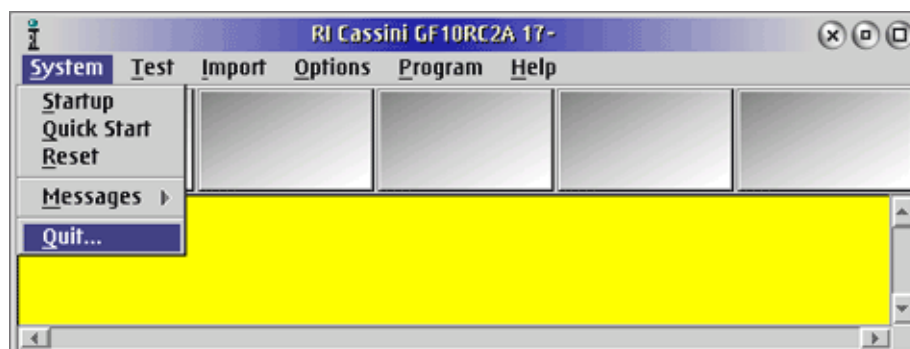 RI Cassini GF10RC2A 17-
System Test Import Options Program Help
Startup
Quick Start
Reset
Messages
Quit...